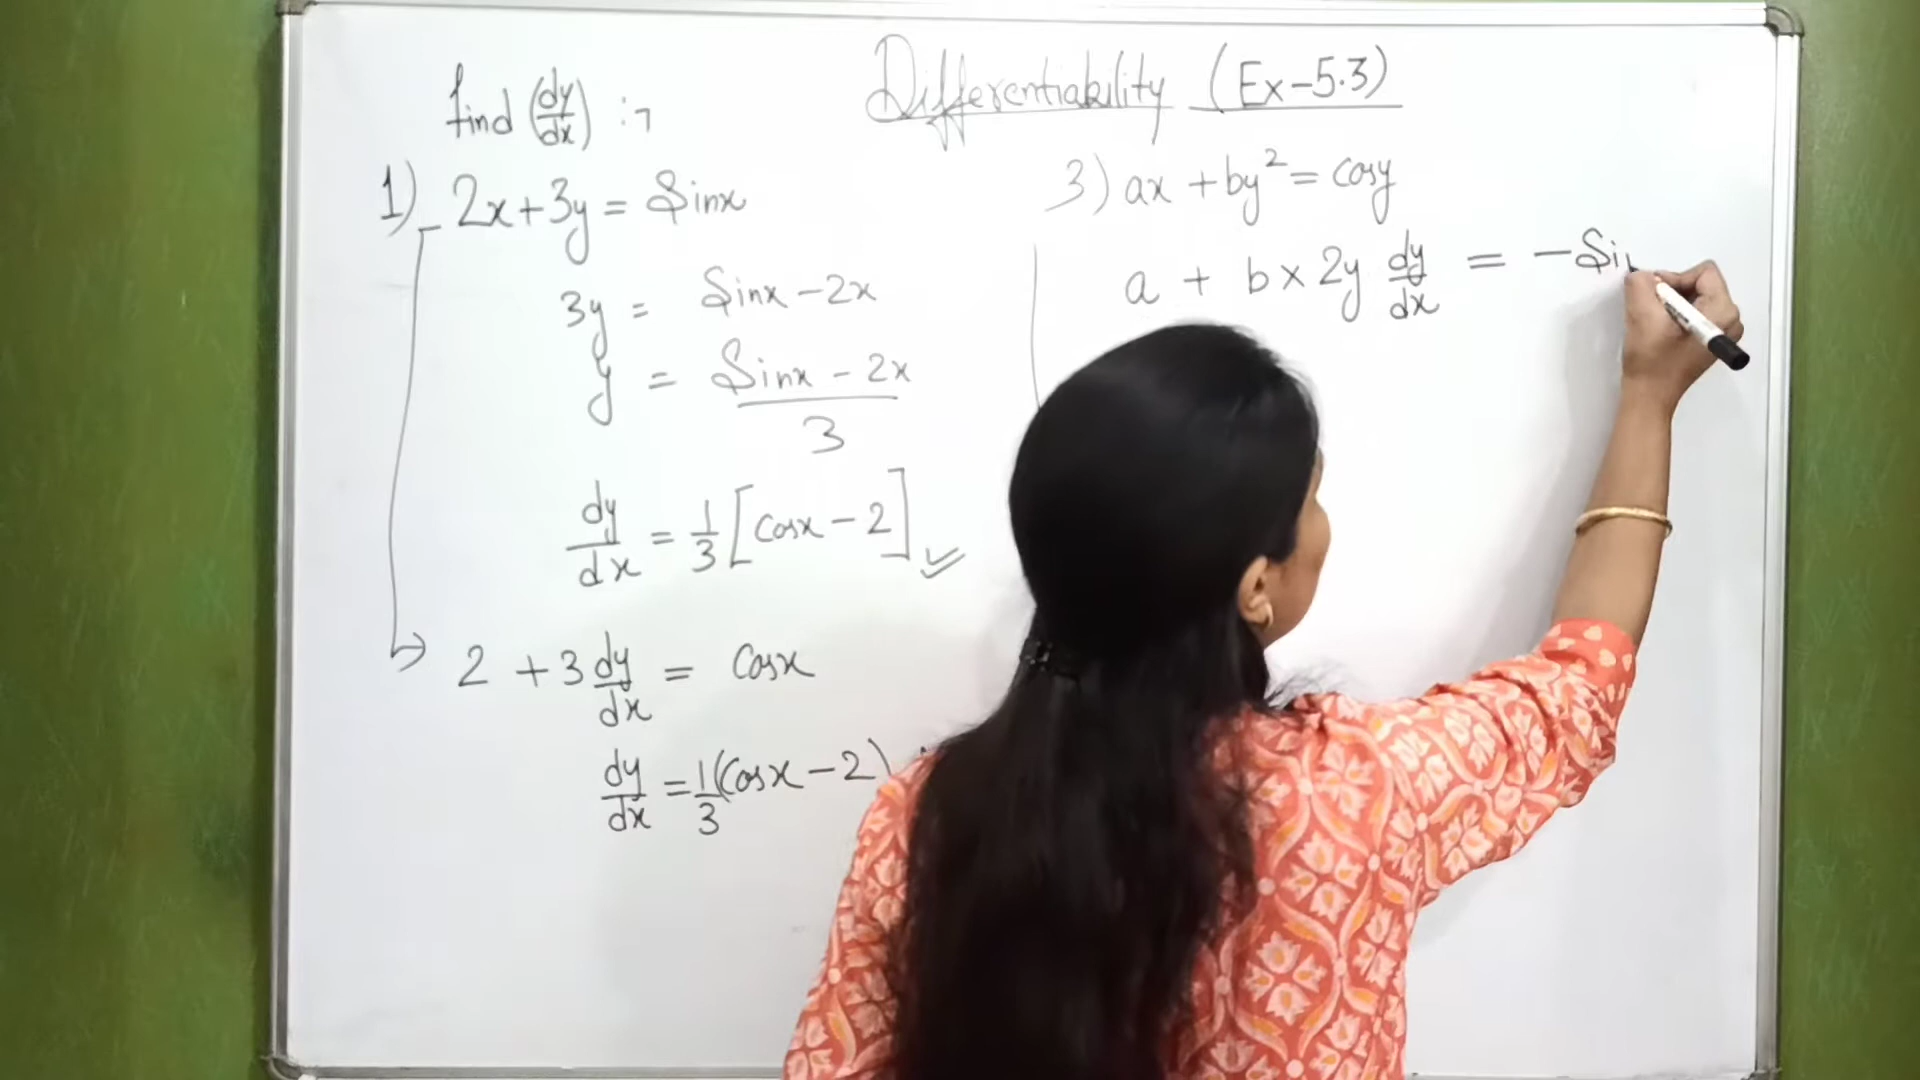 Differentiability (Ex-5.3)
find (dy/dx) :-
1) 2x+3y = Sinx
3y = Sinx-2x
y = Sinx - 2x / 3
dy/dx = 1/3 [Cosx-2]
2 + 3 dy/dx = Cosx
dy/dx = 1/3 (Cosx-2)
3) ax + by² = cosy
a + b × 2y dy/dx = -Sin